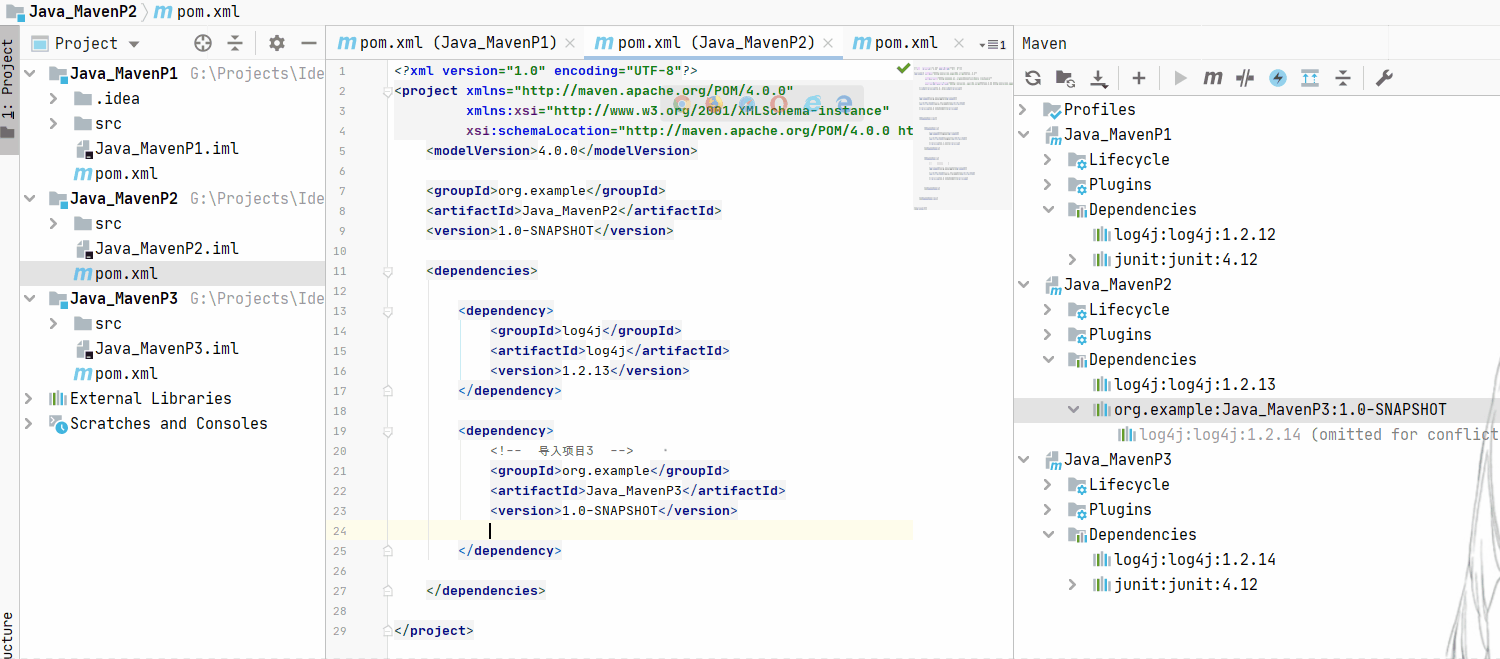 Java_MavenP2
pom.xml
1: Project
ucture
Project
Java_MavenP1 G:\Projects\Ide
.idea
src
Java_MavenP1.iml
pom.xml
Java_MavenP2 G:\Projects\Ide
src
Java_MavenP2.iml
pom.xml
Java_MavenP3 G:\Projects\Ide
src
Java_MavenP3.iml
pom.xml
External Libraries
Scratches and Consoles
pom.xml (Java_MavenP1)
pom.xml (Java_MavenP2)
pom.xml
1
1 <?xml version="1.0" encoding="UTF-8"?>
2 <project xmlns="http://maven.apache.org/POM/4.0.0"
3 xmlns:xsi="http://www.w3.org/2001/XMLSchema-instance"
4 xsi:schemaLocation="http://maven.apache.org/POM/4.0.0 ht
5 <modelVersion>4.0.0</modelVersion>
6
7 <groupId>org.example</groupId>
8 <artifactId>Java_MavenP2</artifactId>
9 <version>1.0-SNAPSHOT</version>
10
11 <dependencies>
12
13 <dependency>
14 <groupId>log4j</groupId>
15 <artifactId>log4j</artifactId>
16 <version>1.2.13</version>
17 </dependency>
18
19 <dependency>
20 <!-- 导入项目3 -->
21 <groupId>org.example</groupId>
22 <artifactId>Java_MavenP3</artifactId>
23 <version>1.0-SNAPSHOT</version>
24
25 </dependency>
26
27 </dependencies>
28
29 </project>
Maven
Profiles
Java_MavenP1
Lifecycle
Plugins
Dependencies
log4j:log4j:1.2.12
junit:junit:4.12
Java_MavenP2
Lifecycle
Plugins
Dependencies
log4j:log4j:1.2.13
org.example:Java_MavenP3:1.0-SNAPSHOT
log4j:log4j:1.2.14 (omitted for conflict
Java_MavenP3
Lifecycle
Plugins
Dependencies
log4j:log4j:1.2.14
junit:junit:4.12